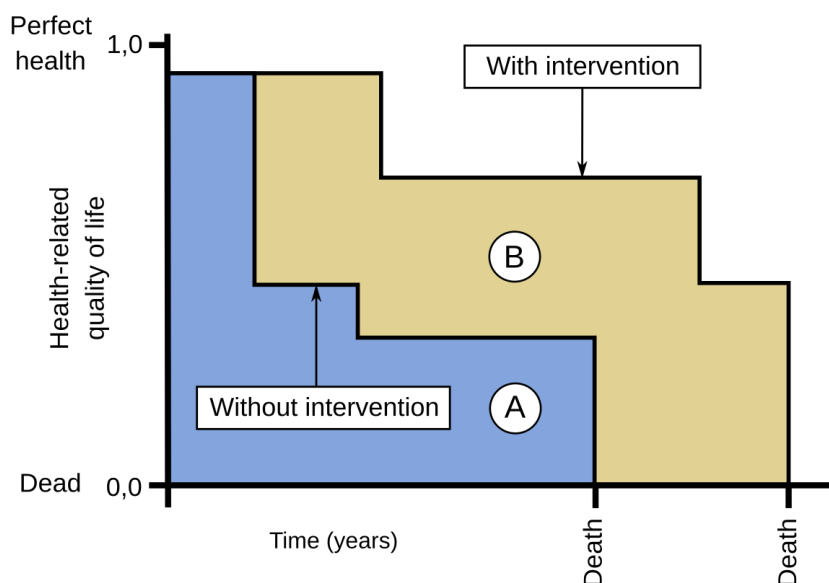 Perfect
health
1,0
With intervention
Health-related
quality of life
B
Without intervention
A
Dead
0,0
Time (years)
Death
Death